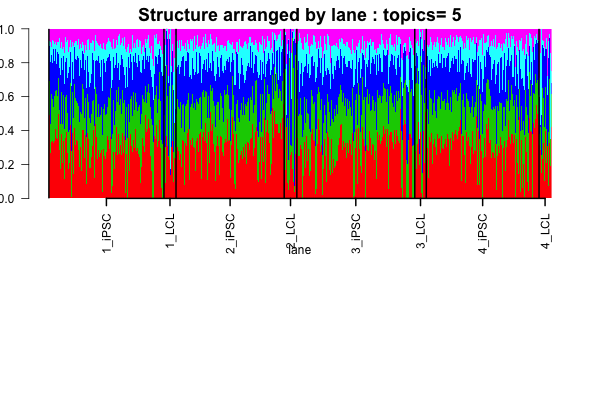 Structure arranged by lane : topics= 5
1.0
0.8
0.6
0.4
0.2
0.0
1_iPSC
1_LCL
2_iPSC
2_LCL
3_iPSC
3_LCL
4_iPSC
4_LCL
lane